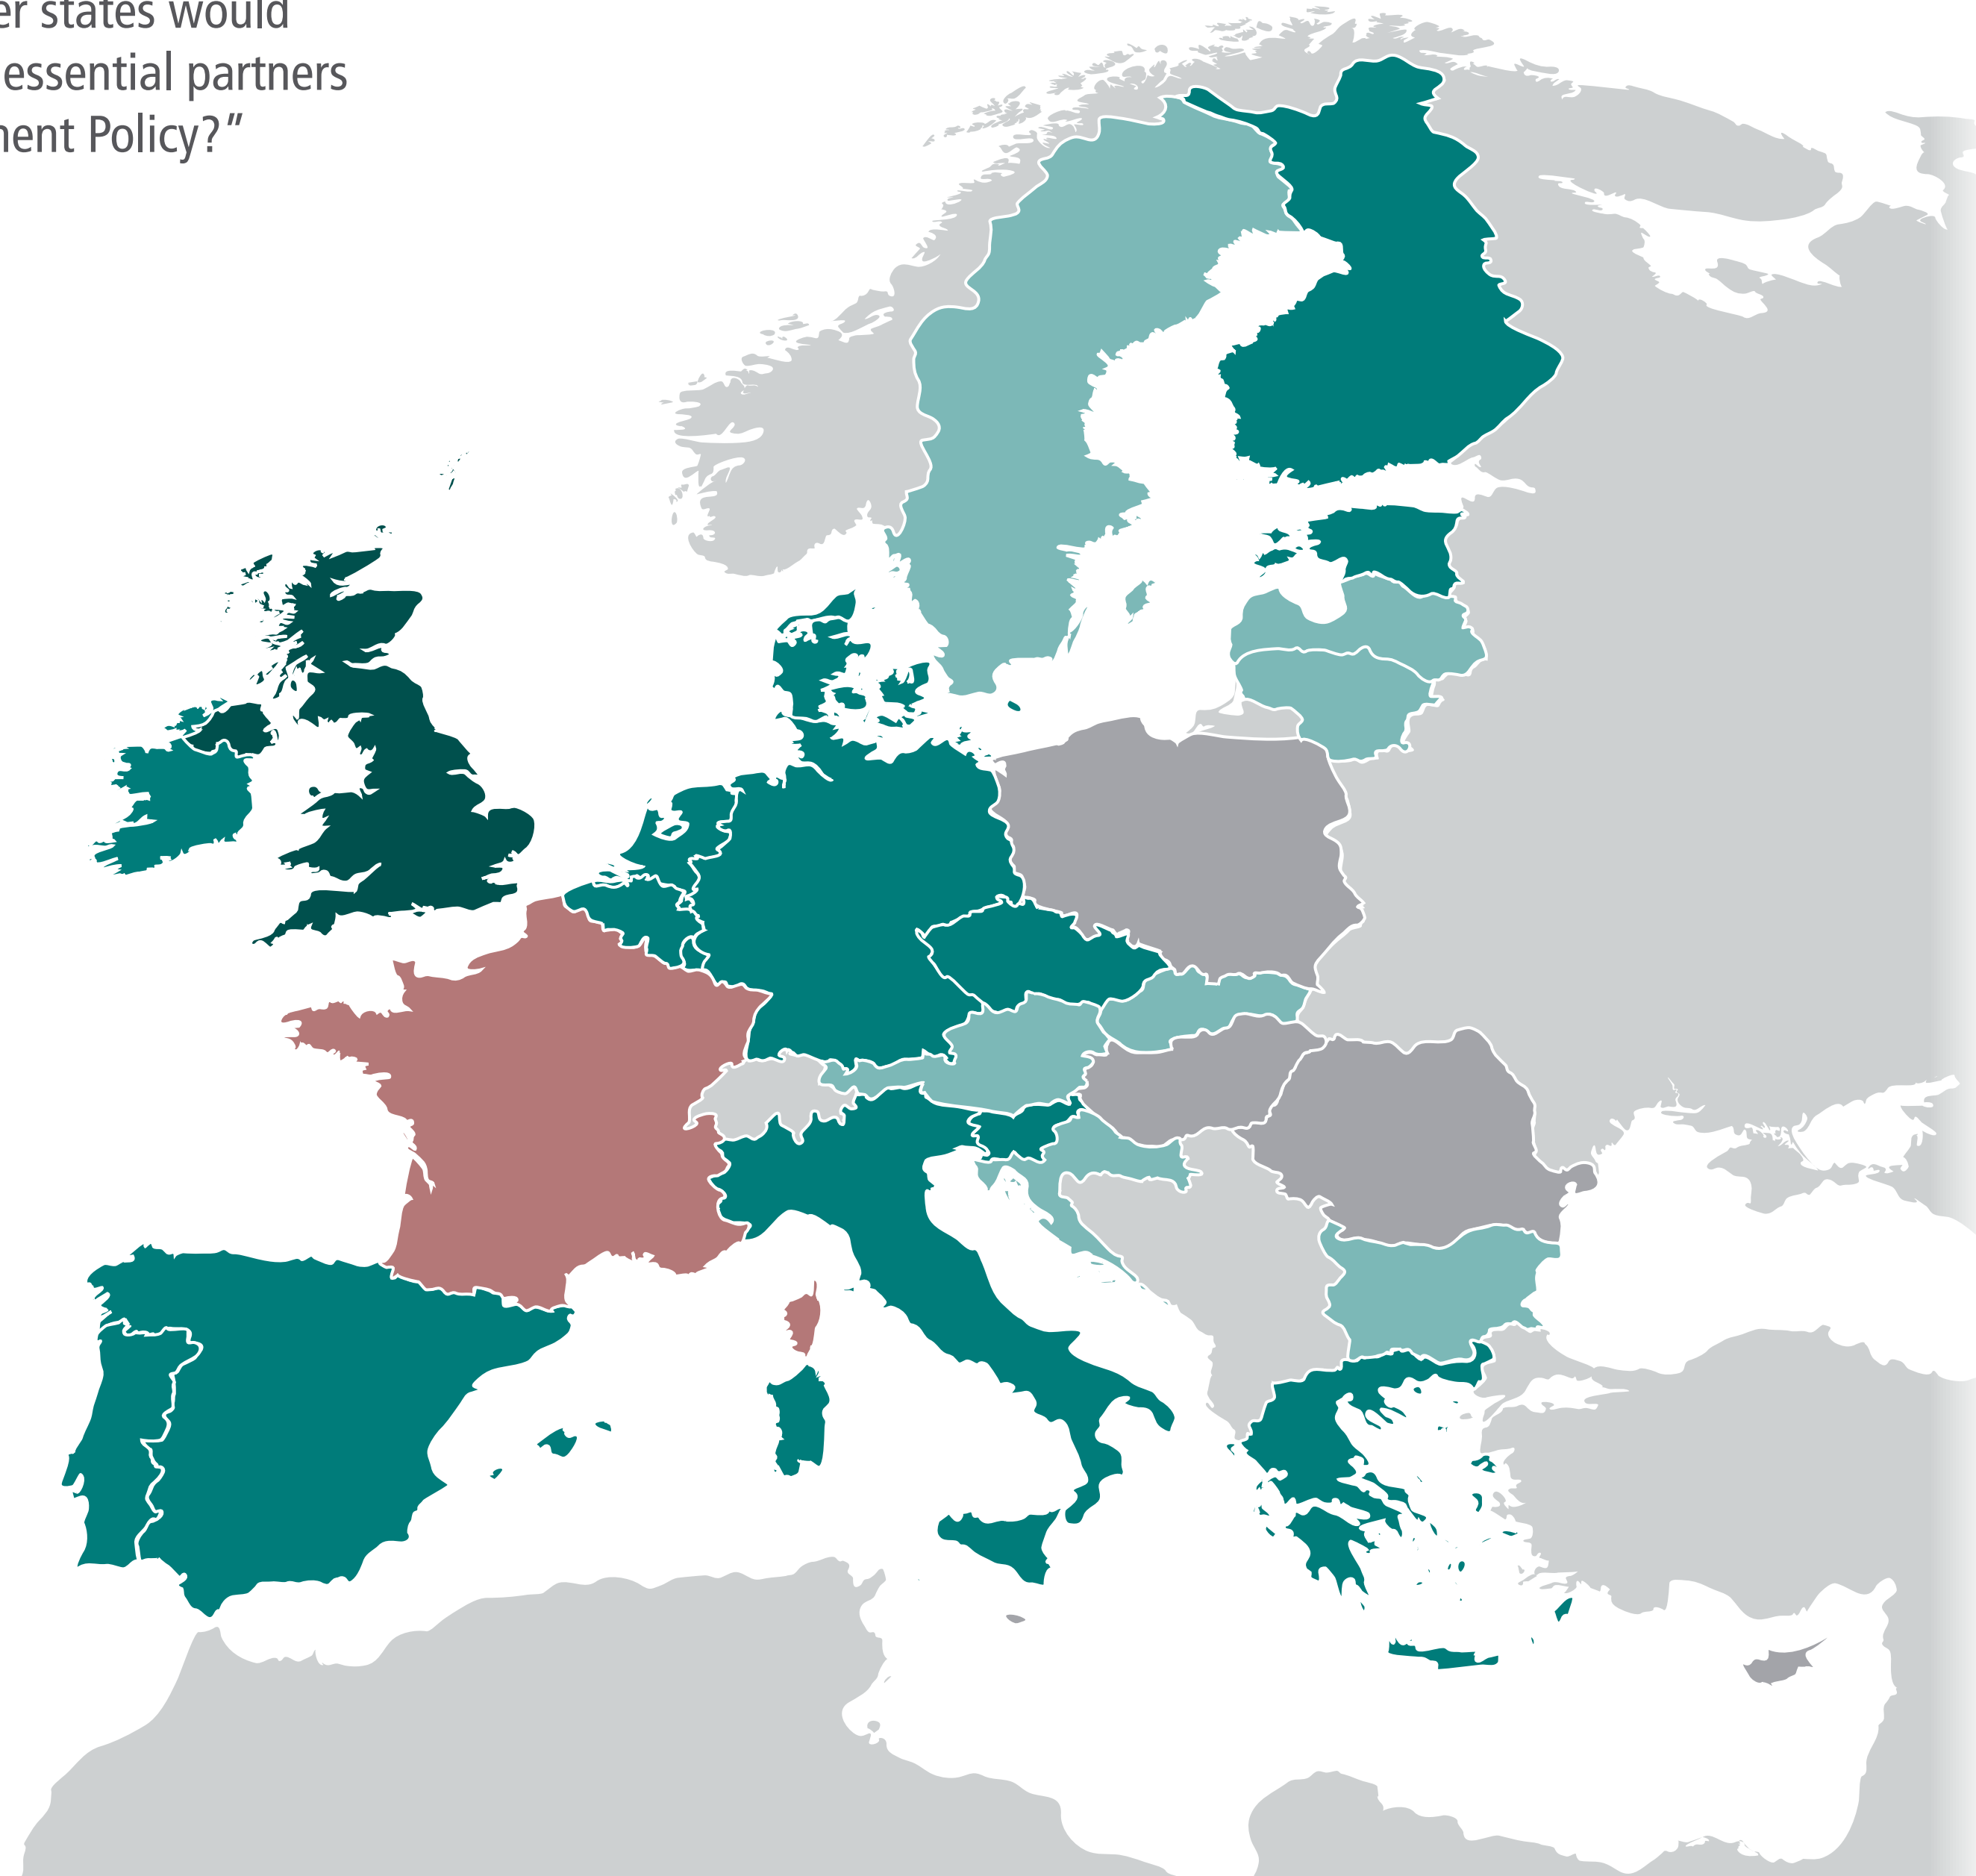 er states would
essential partners
nent Policy?”